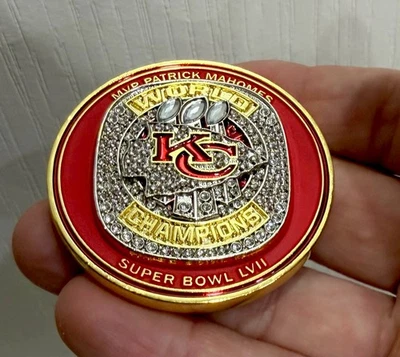 MVP PATRICK MAHOMES
WORLD
KC
CHAMPIONS
SUPER BOWL LVII